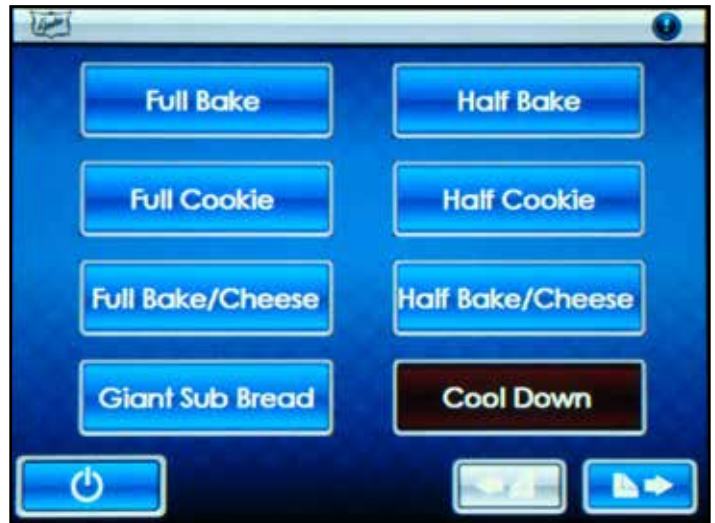 Full Bake
Half Bake
Full Cookie
Half Cookie
Full Bake/Cheese
Half Bake/Cheese
Giant Sub Bread
Cool Down